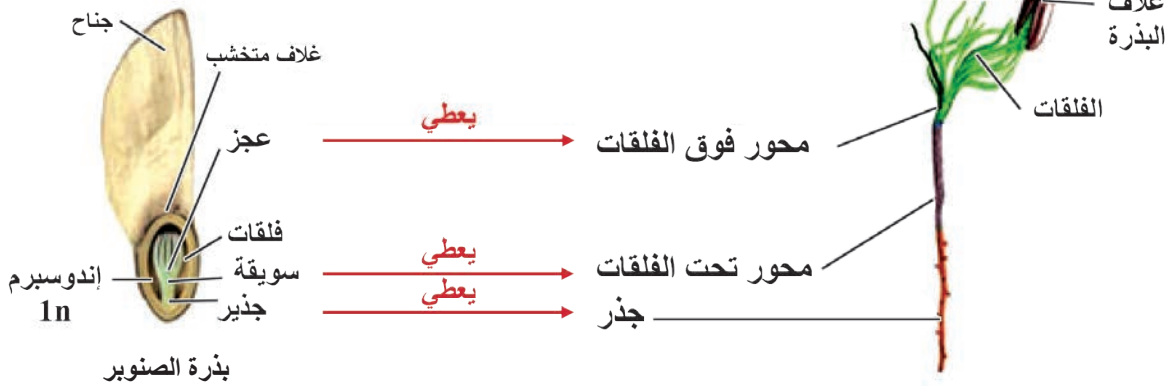 جناح
غلاف متخشب
عجز
فلقات
سويقة
جذير
إندوسبرم
1n
بذرة الصنوبر
يعطي
يعطي
يعطي
محور فوق الفلقات
محور تحت الفلقات
جذر
غلاف
البذرة
الفلقات